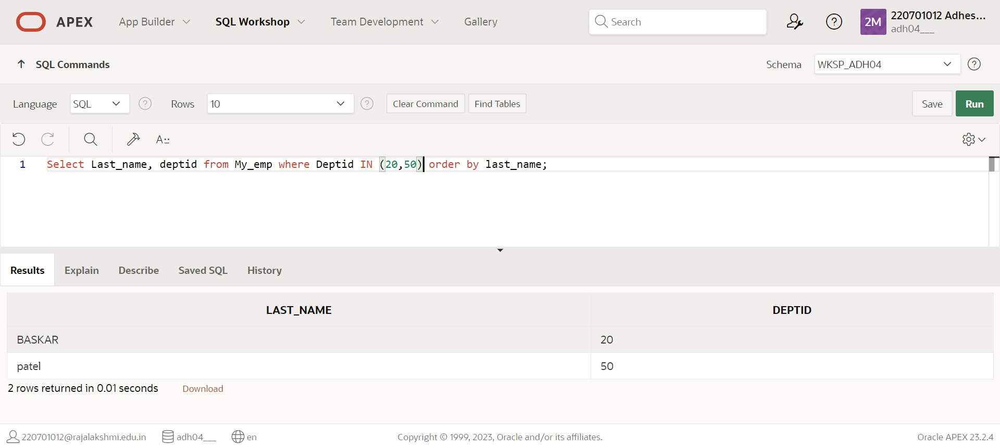 APEX App Builder SQL Workshop Team Development Gallery Search 2M 220701012 Adhes...
adh04___
SQL Commands Schema WKSP_ADH04
Language SQL Rows 10 Clear Command Find Tables Save Run
A::
1 Select Last_name, deptid from My_emp where Deptid IN (20,50) order by last_name;
Results Explain Describe Saved SQL History
LAST_NAME DEPTID
BASKAR 20
patel 50
2 rows returned in 0.01 seconds Download
220701012@rajalakshmi.edu.in adh04___ en Copyright © 1999, 2023, Oracle and/or its affiliates. Oracle APEX 23.2.4